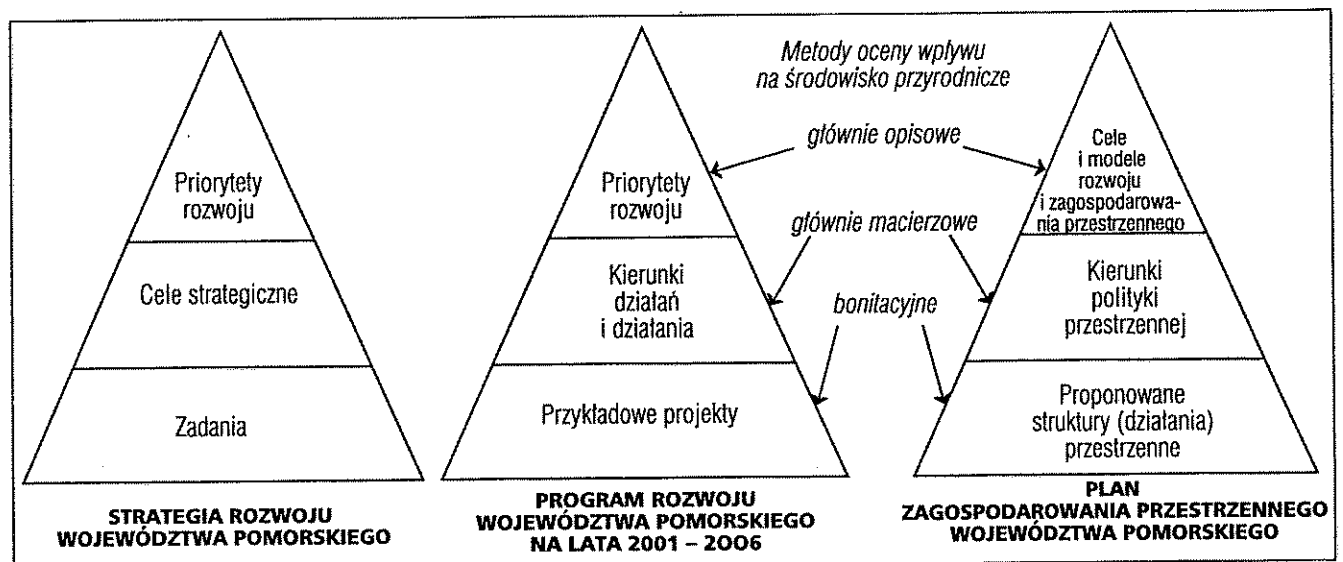 Priorytety
rozwoju
Cele strategiczne
Zadania
STRATEGIA ROZWOJU
WOJEWÓDZTWA POMORSKIEGO
Priorytety
rozwoju
Kierunki
działań
i działania
Przykładowe projekty
PROGRAM ROZWOJU
WOJEWÓDZTWA POMORSKIEGO
NA LATA 2001 – 2006
Metody oceny wpływu
na środowisko przyrodnicze
głównie opisowe
głównie macierzowe
bonitacyjne
Cele
i modele
rozwoju
i zagospodarowa-
nia przestrzennego
Kierunki
polityki
przestrzennej
Proponowane
struktury (działania)
przestrzenne
PLAN
ZAGOSPODAROWANIA PRZESTRZENNEGO
WOJEWÓDZTWA POMORSKIEGO